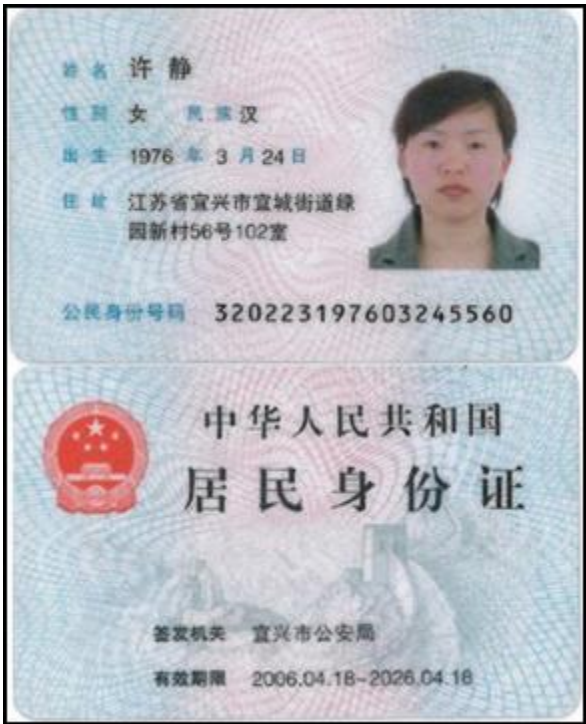 姓名 许静
性别 女 民族 汉
出生 1976 年 3 月 24 日
住址 江苏省宜兴市宜城街道绿
园新村56号102室
公民身份号码 320223197603245560
中华人民共和国
居民身份证
签发机关 宜兴市公安局
有效期限 2006.04.18-2026.04.18